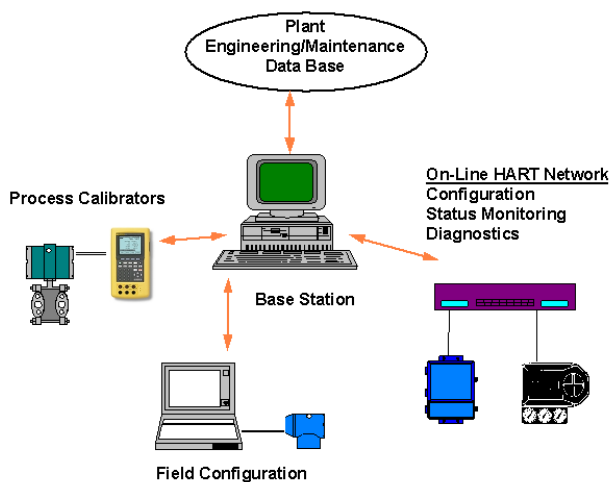 Plant
Engineering/Maintenance
Data Base
On-Line HART Network
Configuration
Status Monitoring
Diagnostics
Process Calibrators
Base Station
Field Configuration